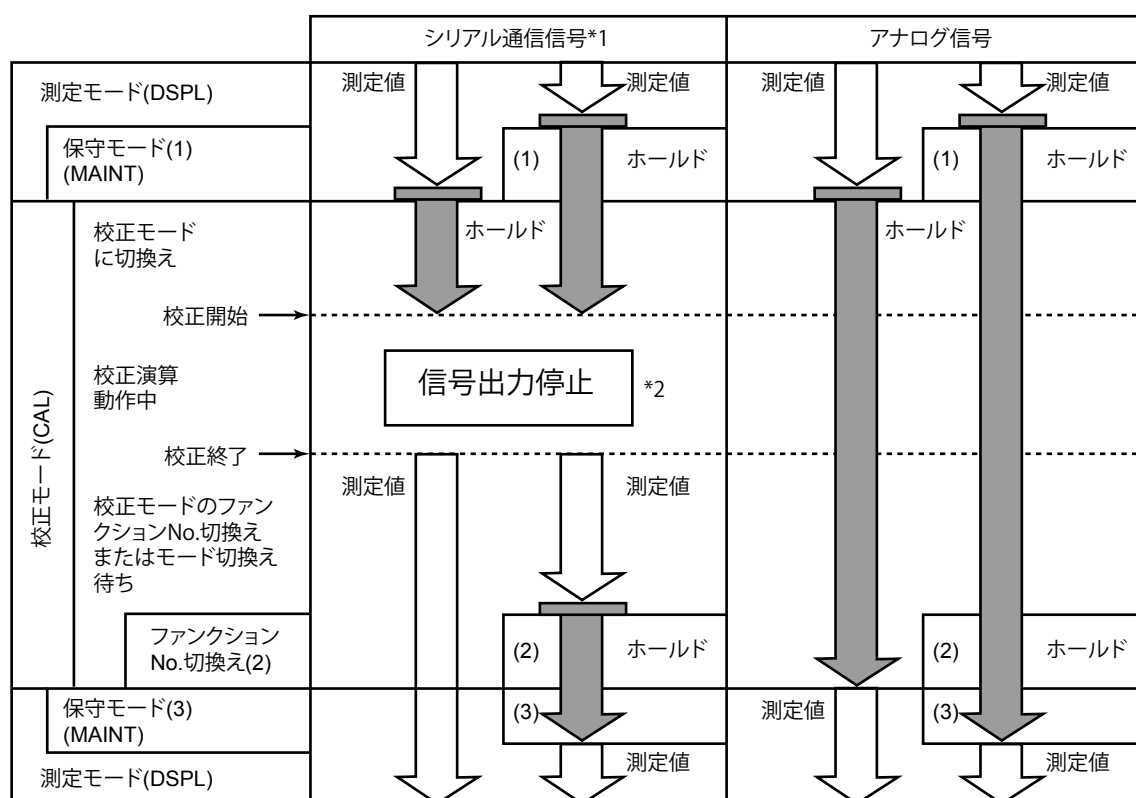 シリアル通信信号*1
アナログ信号
測定モード(DSPL)
測定値
測定値
測定値
測定値
保守モード(1)
(MAINT)
(1)
ホールド
(1)
ホールド
校正モード(CAL)
校正モード
に切換え
ホールド
ホールド
校正開始
校正演算
動作中
信号出力停止
*2
校正終了
測定値
測定値
校正モードのファン
クションNo.切換え
またはモード切換え
待ち
ファンクション
No.切換え(2)
(2)
ホールド
(2)
ホールド
保守モード(3)
(MAINT)
(3)
測定値
(3)
測定モード(DSPL)
測定値
測定値